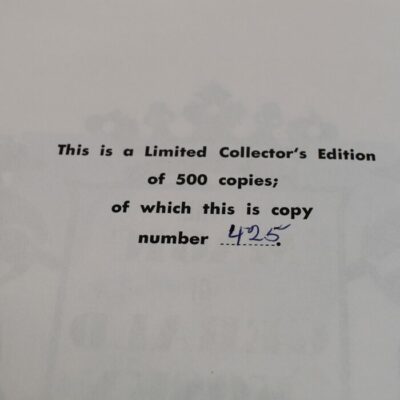 This is a Limited Collector's Edition
of 500 copies;
of which this is copy
number 425.